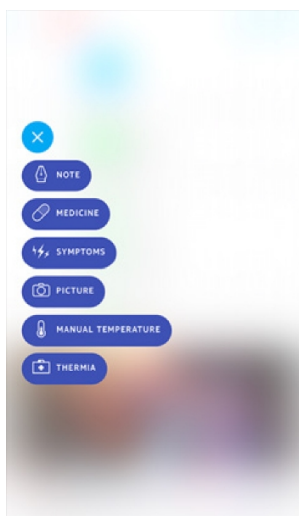 NOTE
MEDICINE
SYMPTOMS
PICTURE
MANUAL TEMPERATURE
THERMIA